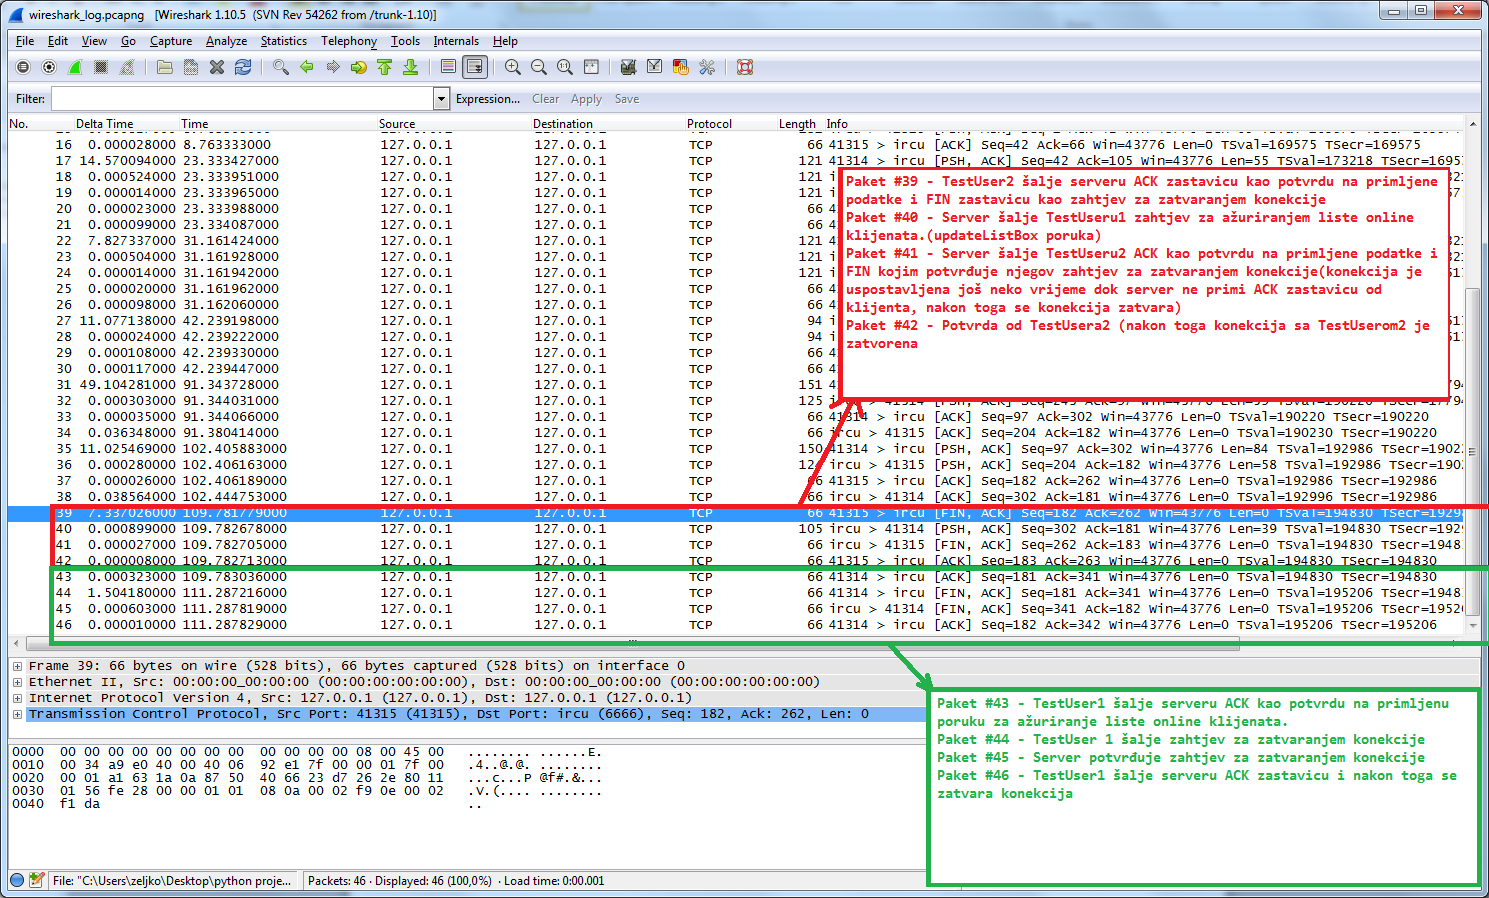 wireshark_log.pcapng [Wireshark 1.10.5 (SVN Rev 54262 from /trunk-1.10)]
File Edit View Go Capture Analyze Statistics Telephony Tools Internals Help
Filter: Expression... Clear Apply Save
No. Delta Time Time Source Destination Protocol Length Info
16 0.000028000 8.763333000 127.0.0.1 127.0.0.1 TCP 66 41315 > ircu [ACK] Seq=42 Ack=66 Win=43776 Len=0 TSval=169575 TSecr=169575
17 14.570094000 23.333427000 127.0.0.1 127.0.0.1 TCP 121 41314 > ircu [PSH, ACK] Seq=42 Ack=105 Win=43776 Len=55 TSval=173218 TSecr=1695
18 0.000524000 23.333951000 127.0.0.1 127.0.0.1 TCP 121
19 0.000014000 23.333965000 127.0.0.1 127.0.0.1 TCP 121
20 0.000023000 23.333988000 127.0.0.1 127.0.0.1 TCP 66
21 0.000099000 23.334087000 127.0.0.1 127.0.0.1 TCP 66
22 7.827337000 31.161424000 127.0.0.1 127.0.0.1 TCP 121
23 0.000504000 31.161928000 127.0.0.1 127.0.0.1 TCP 121
24 0.000014000 31.161942000 127.0.0.1 127.0.0.1 TCP 121
25 0.000020000 31.161962000 127.0.0.1 127.0.0.1 TCP 66
26 0.000098000 31.162060000 127.0.0.1 127.0.0.1 TCP 66
27 11.077138000 42.239198000 127.0.0.1 127.0.0.1 TCP 94
28 0.000024000 42.239222000 127.0.0.1 127.0.0.1 TCP 94
29 0.000108000 42.239330000 127.0.0.1 127.0.0.1 TCP 66
30 0.000117000 42.239447000 127.0.0.1 127.0.0.1 TCP 66
31 49.104281000 91.343728000 127.0.0.1 127.0.0.1 TCP 151
32 0.000303000 91.344031000 127.0.0.1 127.0.0.1 TCP 125
33 0.000035000 91.344066000 127.0.0.1 127.0.0.1 TCP 66 41314 > ircu [ACK] Seq=97 Ack=302 Win=43776 Len=0 TSval=190220 TSecr=190220
34 0.036348000 91.380414000 127.0.0.1 127.0.0.1 TCP 66 ircu > 41315 [ACK] Seq=204 Ack=182 Win=43776 Len=0 TSval=190230 TSecr=190220
35 11.025469000 102.405883000 127.0.0.1 127.0.0.1 TCP 150 41314 > ircu [PSH, ACK] Seq=97 Ack=302 Win=43776 Len=84 TSval=192986 TSecr=1902
36 0.000280000 102.406163000 127.0.0.1 127.0.0.1 TCP 124 ircu > 41315 [PSH, ACK] Seq=204 Ack=182 Win=43776 Len=58 TSval=192986 TSecr=190
37 0.000026000 102.406189000 127.0.0.1 127.0.0.1 TCP 66 41315 > ircu [ACK] Seq=182 Ack=262 Win=43776 Len=0 TSval=192986 TSecr=192986
38 0.038564000 102.444753000 127.0.0.1 127.0.0.1 TCP 66 ircu > 41314 [ACK] Seq=302 Ack=181 Win=43776 Len=0 TSval=192996 TSecr=192986
39 7.337026000 109.781779000 127.0.0.1 127.0.0.1 TCP 66 41315 > ircu [FIN, ACK] Seq=182 Ack=262 Win=43776 Len=0 TSval=194830 TSecr=1929
40 0.000899000 109.782678000 127.0.0.1 127.0.0.1 TCP 105 ircu > 41314 [PSH, ACK] Seq=302 Ack=181 Win=43776 Len=39 TSval=194830 TSecr=192
41 0.000027000 109.782705000 127.0.0.1 127.0.0.1 TCP 66 ircu > 41315 [FIN, ACK] Seq=262 Ack=183 Win=43776 Len=0 TSval=194830 TSecr=1948
42 0.000008000 109.782713000 127.0.0.1 127.0.0.1 TCP 66 41315 > ircu [ACK] Seq=183 Ack=263 Win=43776 Len=0 TSval=194830 TSecr=194830
43 0.000323000 109.783036000 127.0.0.1 127.0.0.1 TCP 66 41314 > ircu [ACK] Seq=181 Ack=341 Win=43776 Len=0 TSval=194830 TSecr=194830
44 1.504180000 111.287216000 127.0.0.1 127.0.0.1 TCP 66 41314 > ircu [FIN, ACK] Seq=181 Ack=341 Win=43776 Len=0 TSval=195206 TSecr=1948
45 0.000603000 111.287819000 127.0.0.1 127.0.0.1 TCP 66 ircu > 41314 [FIN, ACK] Seq=341 Ack=182 Win=43776 Len=0 TSval=195206 TSecr=1952
46 0.000010000 111.287829000 127.0.0.1 127.0.0.1 TCP 66 41314 > ircu [ACK] Seq=182 Ack=342 Win=43776 Len=0 TSval=195206 TSecr=195206
Paket #39 - TestUser2 šalje serveru ACK zastavicu kao potvrdu na primljene
podatke i FIN zastavicu kao zahtjev za zatvaranjem konekcije
Paket #40 - Server šalje TestUseru1 zahtjev za ažuriranjem liste online
klijenata.(updateListBox poruka)
Paket #41 - Server šalje TestUseru2 ACK kao potvrdu na primljene podatke i
FIN kojim potvrđuje njegov zahtjev za zatvaranjem konekcije(konekcija je
uspostavljena još neko vrijeme dok server ne primi ACK zastavicu od
klijenta, nakon toga se konekcija zatvara)
Paket #42 - Potvrda od TestUsera2 (nakon toga konekcija sa TestUserom2 je
zatvorena
Frame 39: 66 bytes on wire (528 bits), 66 bytes captured (528 bits) on interface 0
Ethernet II, Src: 00:00:00_00:00:00 (00:00:00:00:00:00), Dst: 00:00:00_00:00:00 (00:00:00:00:00:00)
Internet Protocol Version 4, Src: 127.0.0.1 (127.0.0.1), Dst: 127.0.0.1 (127.0.0.1)
Transmission Control Protocol, Src Port: 41315 (41315), Dst Port: ircu (6666), Seq: 182, Ack: 262, Len: 0
Paket #43 - TestUser1 šalje serveru ACK kao potvrdu na primljenu
poruku za ažuriranje liste online klijenata.
Paket #44 - TestUser 1 šalje zahtjev za zatvaranjem konekcije
Paket #45 - Server potvrđuje zahtjev za zatvaranjem konekcije
Paket #46 - TestUser1 šalje serveru ACK zastavicu i nakon toga se
zatvara konekcija
0000 00 00 00 00 00 00 00 00 00 00 00 00 08 00 45 00 ........ ......E.
0010 00 34 a9 e0 40 00 40 06 92 e1 7f 00 00 01 7f 00 .4..@.@. ........
0020 00 01 a1 63 1a 0a 87 50 40 66 23 d7 26 2e 80 11 ...c...P @f#.&...
0030 01 56 fe 28 00 00 01 01 08 0a 00 02 f9 0e 00 02 .V.(.... ........
0040 f1 da ..
File: "C:\Users\zeljko\Desktop\python proje... Packets: 46 · Displayed: 46 (100,0%) · Load time: 0:00.001